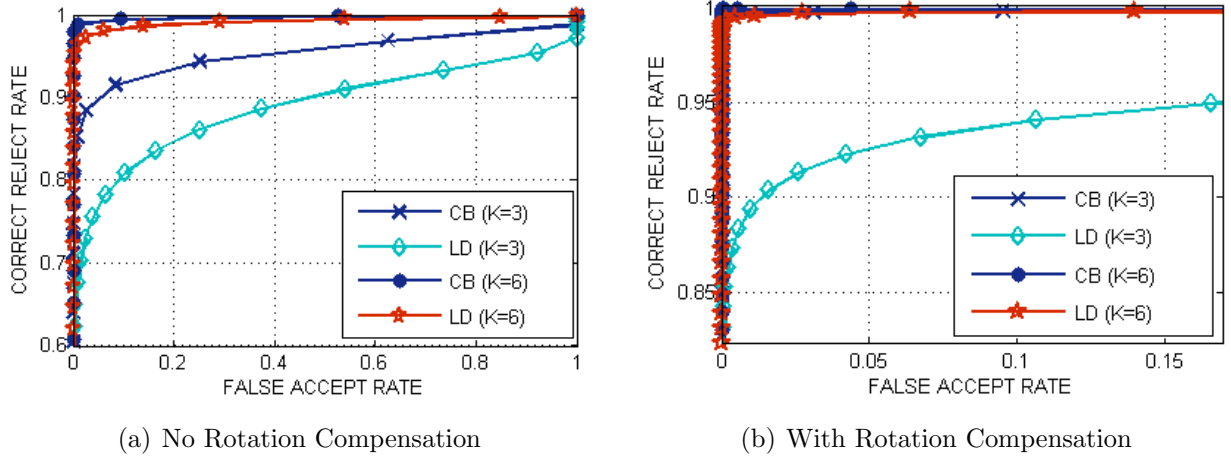 1
0.9
0.8
0.7
0.6
CORRECT REJECT RATE
0 0.2 0.4 0.6 0.8 1
FALSE ACCEPT RATE
CB (K=3)
LD (K=3)
CB (K=6)
LD (K=6)
(a) No Rotation Compensation
1
0.95
0.9
0.85
CORRECT REJECT RATE
0 0.05 0.1 0.15
FALSE ACCEPT RATE
CB (K=3)
LD (K=3)
CB (K=6)
LD (K=6)
(b) With Rotation Compensation